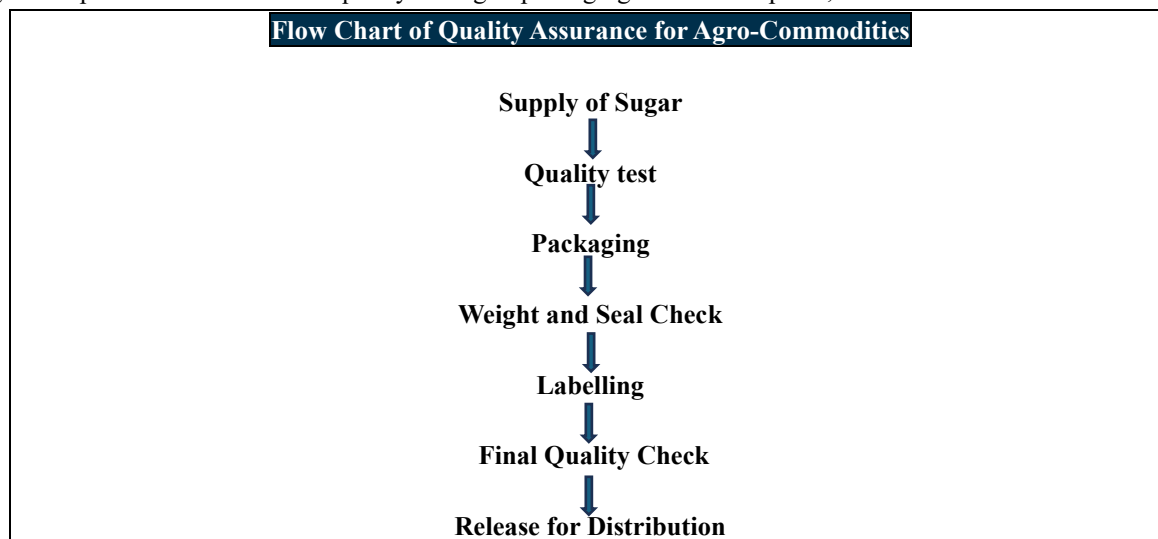 Flow Chart of Quality Assurance for Agro-Commodities
Supply of Sugar
Quality test
Packaging
Weight and Seal Check
Labelling
Final Quality Check
Release for Distribution